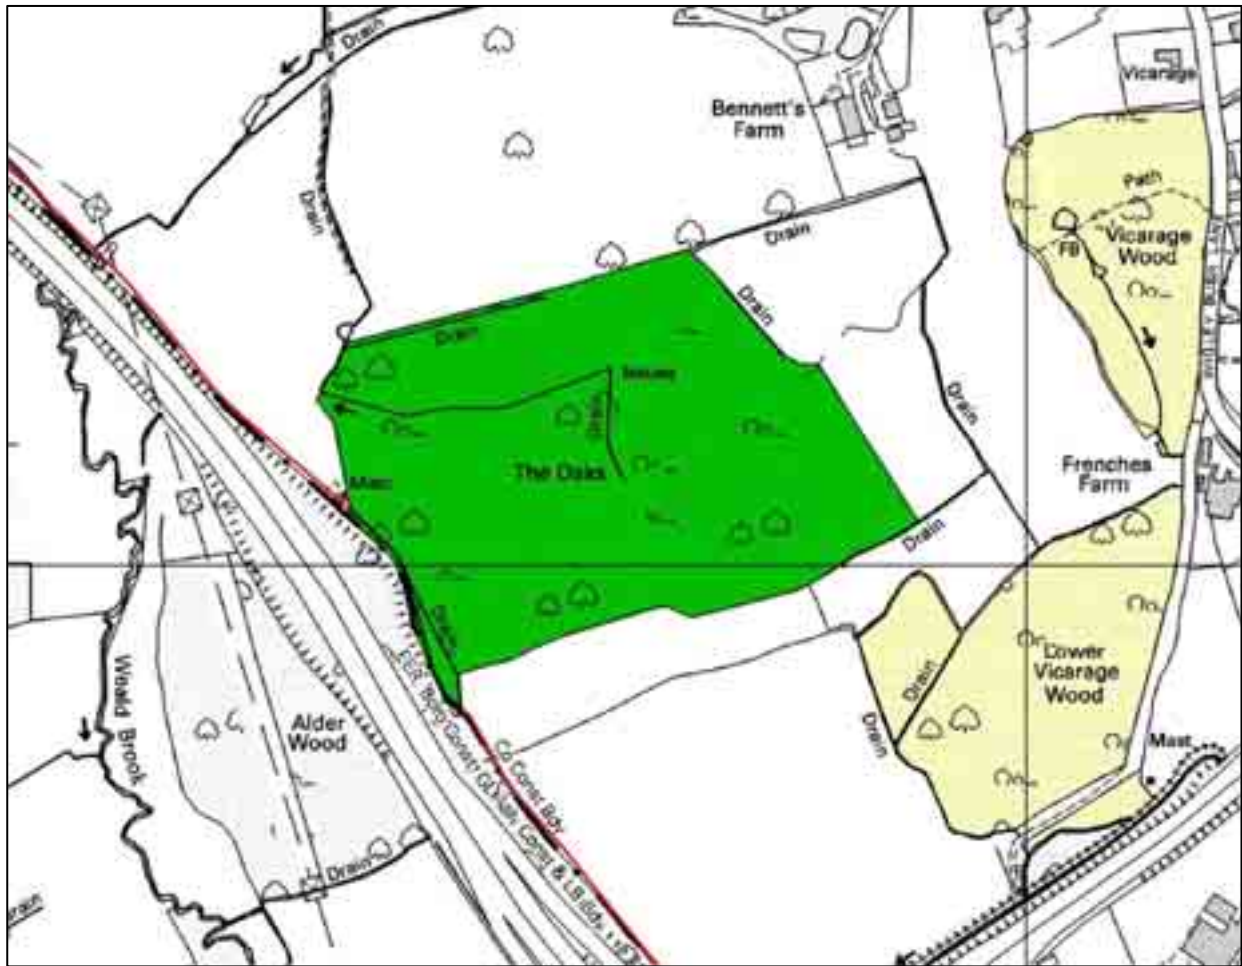 Drain
Vicarage
Bennett's
Farm
Drain
Path
Drain
Vicarage
Wood
FB
Drain
Drain
Issues
Drain
Drain
The Oaks
Frenches
Farm
Drain
Drain
Lower
Vicarage
Wood
Drain
Drain
Mast
Weald Brook
Alder
Wood
Co Const Bdy
Drain